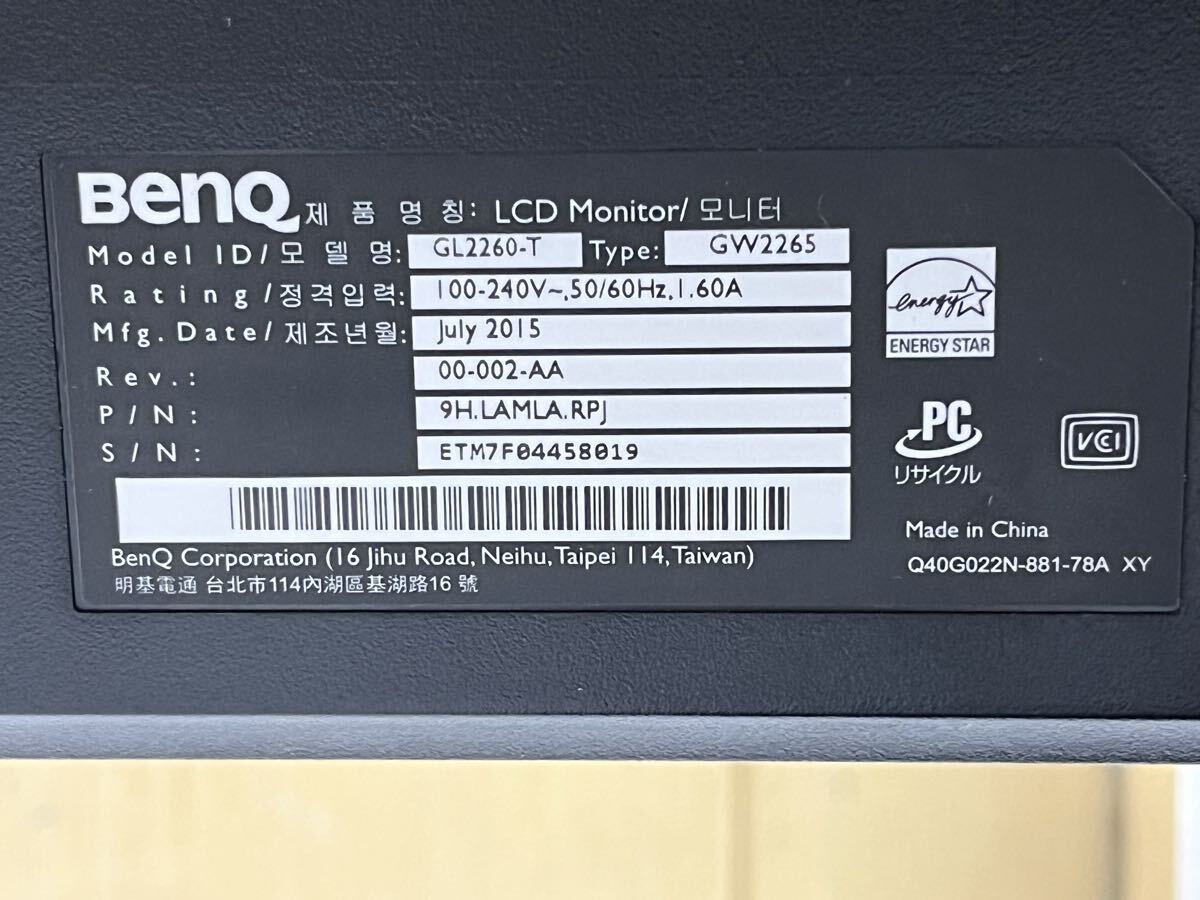 BenQ 제 품 명 칭: LCD Monitor/ 모니터
Model ID/모 델 명: GL2260-T Type: GW2265
Rating/정격입력: 100-240V~,50/60Hz,1.60A
Mfg.Date/제조년월: July 2015
Rev.: 00-002-AA
P/N: 9H.LAMLA.RPJ
S/N: ETM7F04458019
BenQ Corporation (16 Jihu Road, Neihu,Taipei 114,Taiwan)
明基電通 台北市114內湖區基湖路16 號
energy
ENERGY STAR
PC
リサイクル
VCCI
Made in China
Q40G022N-881-78A XY